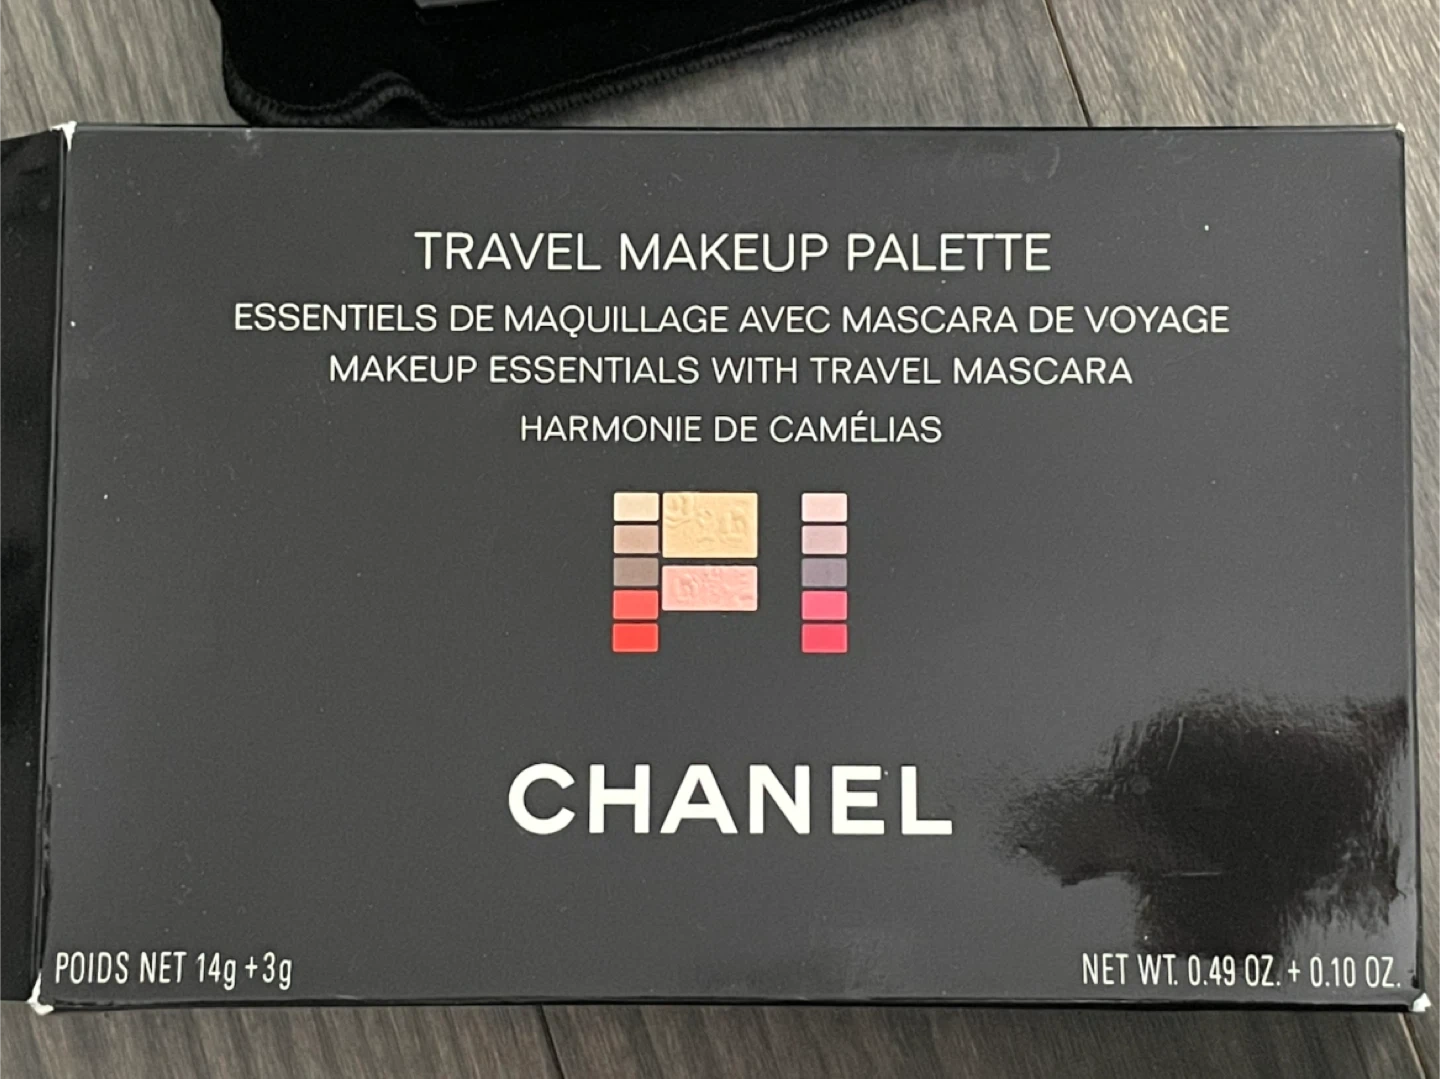 TRAVEL MAKEUP PALETTE
ESSENTIELS DE MAQUILLAGE AVEC MASCARA DE VOYAGE
MAKEUP ESSENTIALS WITH TRAVEL MASCARA
HARMONIE DE CAMÉLIAS
CHANEL
POIDS NET 14g + 3g
NET WT. 0.49 OZ. + 0.10 OZ.